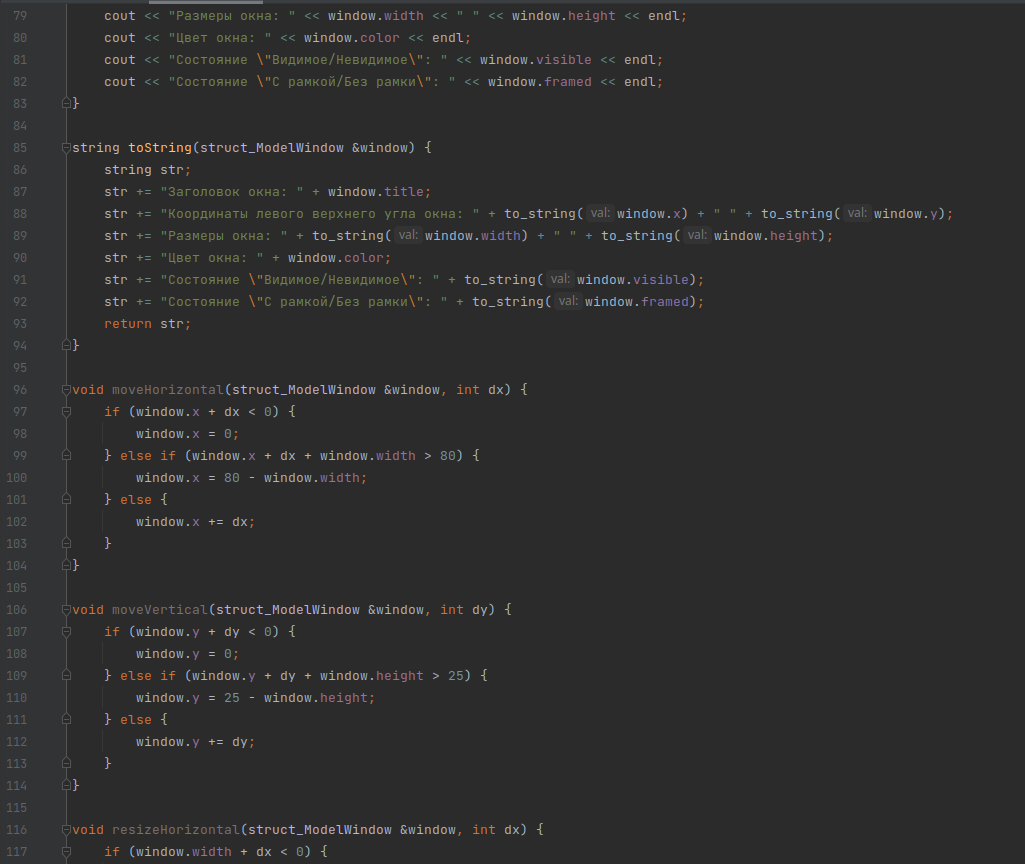 79 cout << "Размеры окна: " << window.width << " " << window.height << endl;
80 cout << "Цвет окна: " << window.color << endl;
81 cout << "Состояние \"Видимое/Невидимое\": " << window.visible << endl;
82 cout << "Состояние \"С рамкой/Без рамки\": " << window.framed << endl;
83 }
84
85 string toString(struct_ModelWindow &window) {
86 string str;
87 str += "Заголовок окна: " + window.title;
88 str += "Координаты левого верхнего угла окна: " + to_string( val: window.x) + " " + to_string( val: window.y);
89 str += "Размеры окна: " + to_string( val: window.width) + " " + to_string( val: window.height);
90 str += "Цвет окна: " + window.color;
91 str += "Состояние \"Видимое/Невидимое\": " + to_string( val: window.visible);
92 str += "Состояние \"С рамкой/Без рамки\": " + to_string( val: window.framed);
93 return str;
94 }
95
96 void moveHorizontal(struct_ModelWindow &window, int dx) {
97 if (window.x + dx < 0) {
98 window.x = 0;
99 } else if (window.x + dx + window.width > 80) {
100 window.x = 80 - window.width;
101 } else {
102 window.x += dx;
103 }
104 }
105
106 void moveVertical(struct_ModelWindow &window, int dy) {
107 if (window.y + dy < 0) {
108 window.y = 0;
109 } else if (window.y + dy + window.height > 25) {
110 window.y = 25 - window.height;
111 } else {
112 window.y += dy;
113 }
114 }
115
116 void resizeHorizontal(struct_ModelWindow &window, int dx) {
117 if (window.width + dx < 0) {